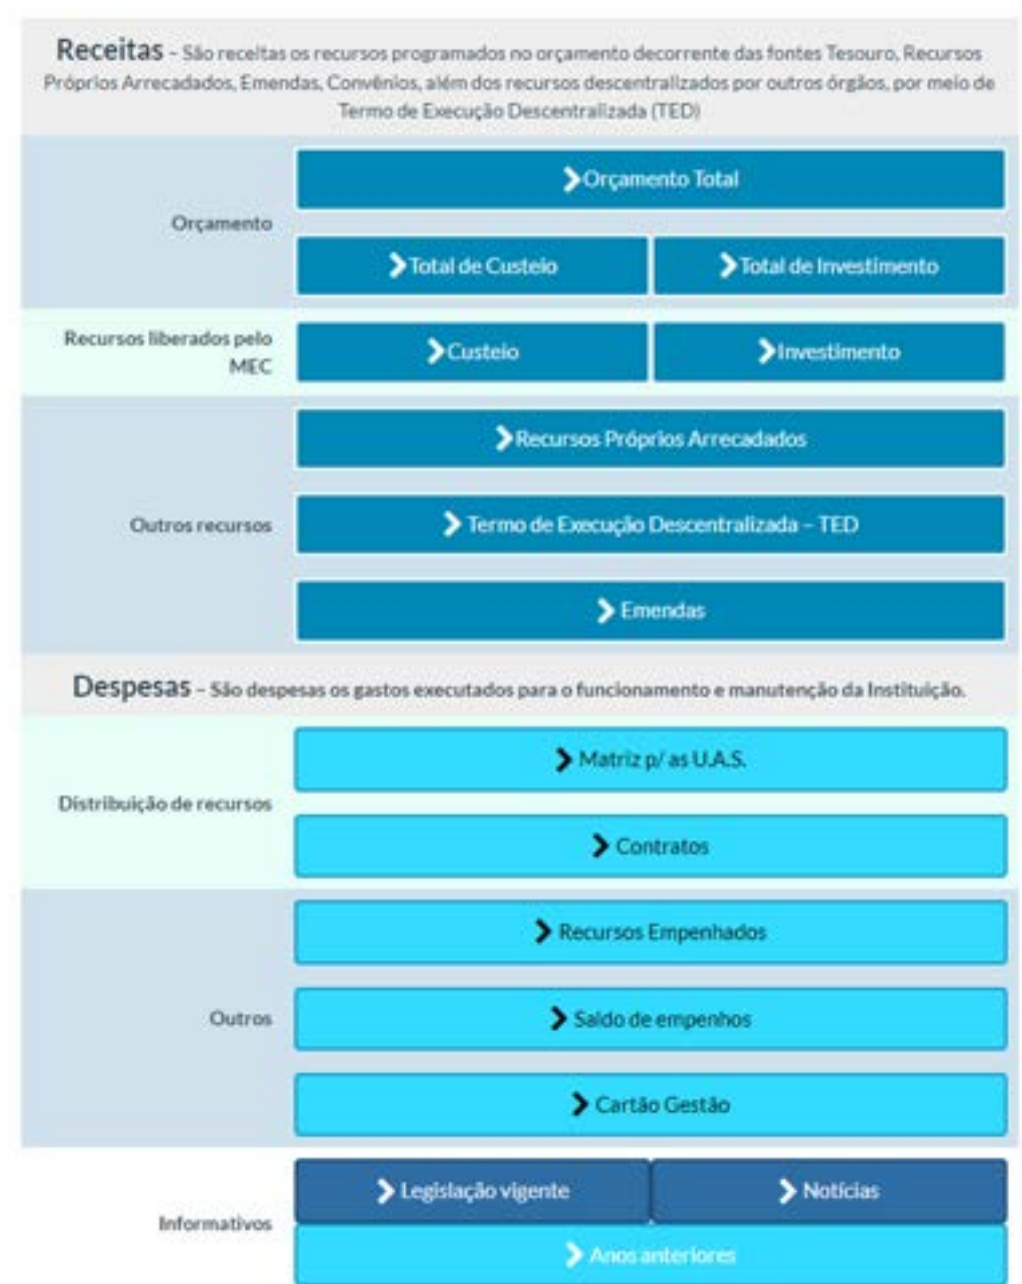 Receitas – São receitas os recursos programados no orçamento decorrente das fontes Tesouro, Recursos
Próprios Arrecadados, Emendas, Convênios, além dos recursos descentralizados por outros órgãos, por meio de
Termo de Execução Descentralizada (TED)
Orçamento
Orçamento Total
Total de Custeio
Total de Investimento
Recursos liberados pelo
MEC
Custeio
Investimento
Outros recursos
Recursos Próprios Arrecadados
Termo de Execução Descentralizada – TED
Emendas
Despesas – São despesas os gastos executados para o funcionamento e manutenção da Instituição.
Distribuição de recursos
Matriz p/ as U.A.S.
Contratos
Outros
Recursos Empenhados
Saldo de empenhos
Cartão Gestão
Informativos
Legislação vigente
Notícias
Anos anteriores